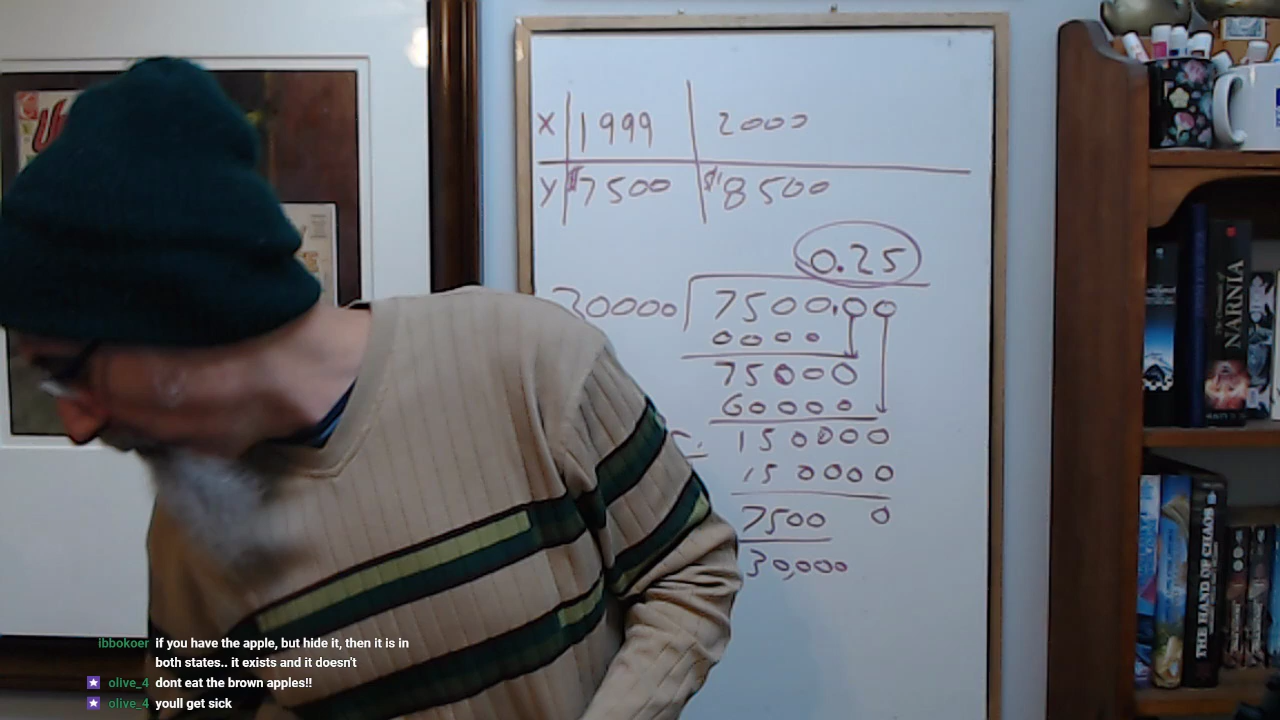 X 1999 2000
Y $7500 $8500
0.25
30000 7500.00
0000
75000
60000
150000
150000
7500 0
30,000
NARNIA
THE HAND OF CHAOS
ibbokoer if you have the apple, but hide it, then it is in
both states.. it exists and it doesn't
olive_4 dont eat the brown apples!!
olive_4 youll get sick